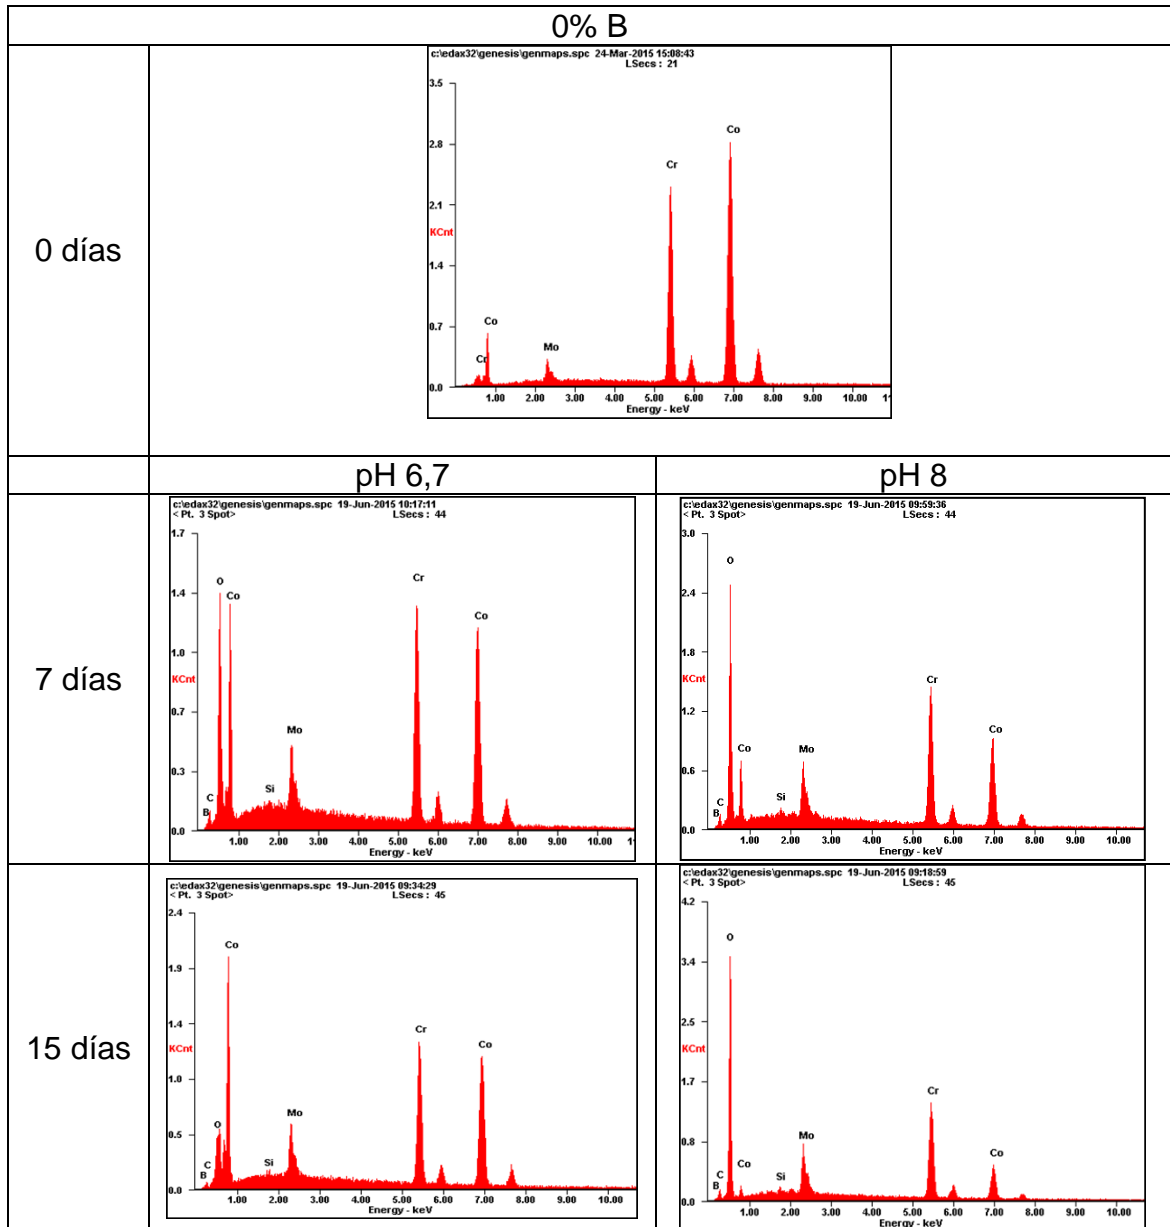 0% B
0 días
c:\edax32\genesis\genmaps.spc 24-Mar-2015 15:08:43
LSecs : 21
3.5
2.8
2.1
KCnt
1.4
0.7
0.0
Co
Cr
Co
Cr
Mo
1.00 2.00 3.00 4.00 5.00 6.00 7.00 8.00 9.00 10.00 11
Energy - keV
pH 6,7
pH 8
7 días
c:\edax32\genesis\genmaps.spc 19-Jun-2015 10:17:11
< Pt. 3 Spot>
LSecs : 44
1.7
1.4
1.0
KCnt
0.7
0.3
0.0
O
Co
Cr
Co
Mo
Si
C
B
1.00 2.00 3.00 4.00 5.00 6.00 7.00 8.00 9.00 10.00 11
Energy - keV
c:\edax32\genesis\genmaps.spc 19-Jun-2015 09:59:36
< Pt. 3 Spot>
LSecs : 44
3.0
2.4
1.8
KCnt
1.2
0.6
0.0
O
Cr
Co
Co
Mo
Si
C
B
1.00 2.00 3.00 4.00 5.00 6.00 7.00 8.00 9.00 10.00
Energy - keV
15 días
c:\edax32\genesis\genmaps.spc 19-Jun-2015 09:34:29
< Pt. 3 Spot>
LSecs : 45
2.4
1.9
1.4
KCnt
1.0
0.5
0.0
Co
Cr
Co
Mo
O
Si
C
B
1.00 2.00 3.00 4.00 5.00 6.00 7.00 8.00 9.00 10.00
Energy - keV
c:\edax32\genesis\genmaps.spc 19-Jun-2015 09:18:59
< Pt. 3 Spot>
LSecs : 45
4.2
3.4
2.5
KCnt
1.7
0.8
0.0
O
Cr
Mo
Co
Co
Si
C
B
1.00 2.00 3.00 4.00 5.00 6.00 7.00 8.00 9.00 10.00
Energy - keV